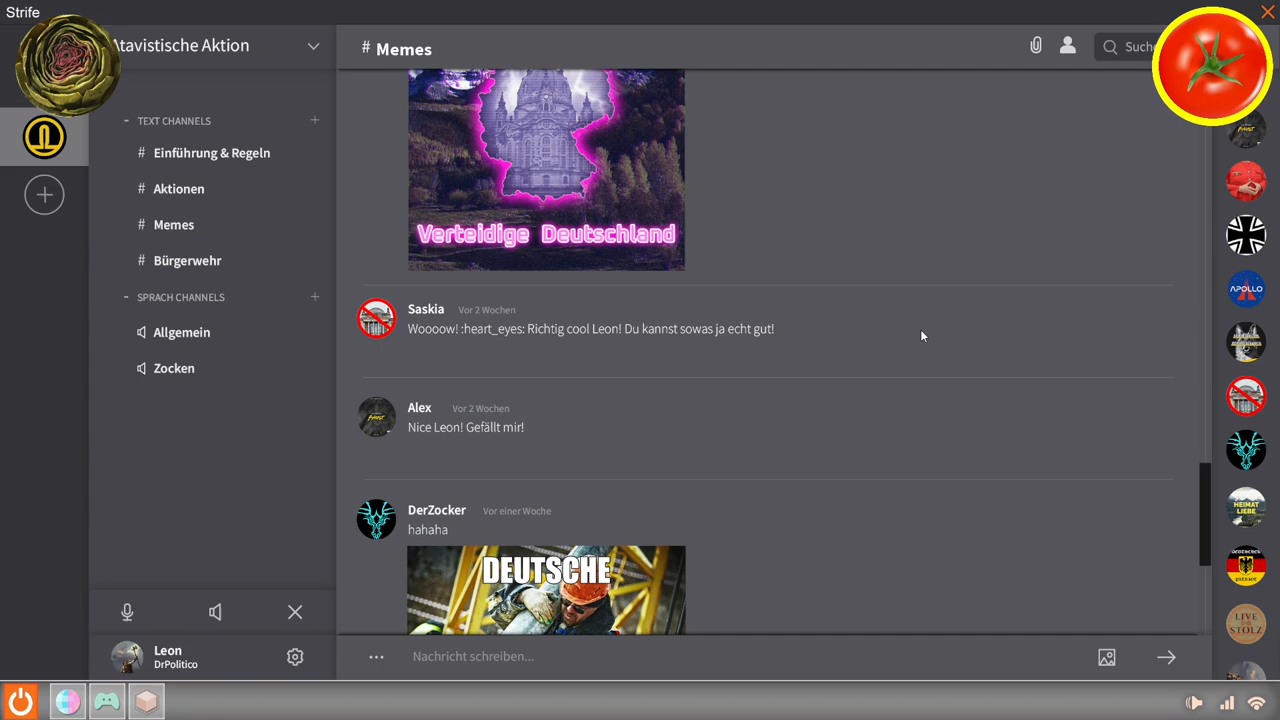 Strife
Atavistische Aktion
# Memes
Suche
TEXT CHANNELS
# Einführung & Regeln
# Aktionen
# Memes
# Bürgerwehr
SPRACH CHANNELS
Allgemein
Zocken
Verteidige Deutschland
Saskia Vor 2 Wochen
Woooow! :heart_eyes: Richtig cool Leon! Du kannst sowas ja echt gut!
Alex Vor 2 Wochen
Nice Leon! Gefällt mir!
DerZocker Vor einer Woche
hahaha
DEUTSCHE
Leon
DrPolitico
Nachricht schreiben...
APOLLO
HEIMAT
LIEBE
LIVE
STOLZ